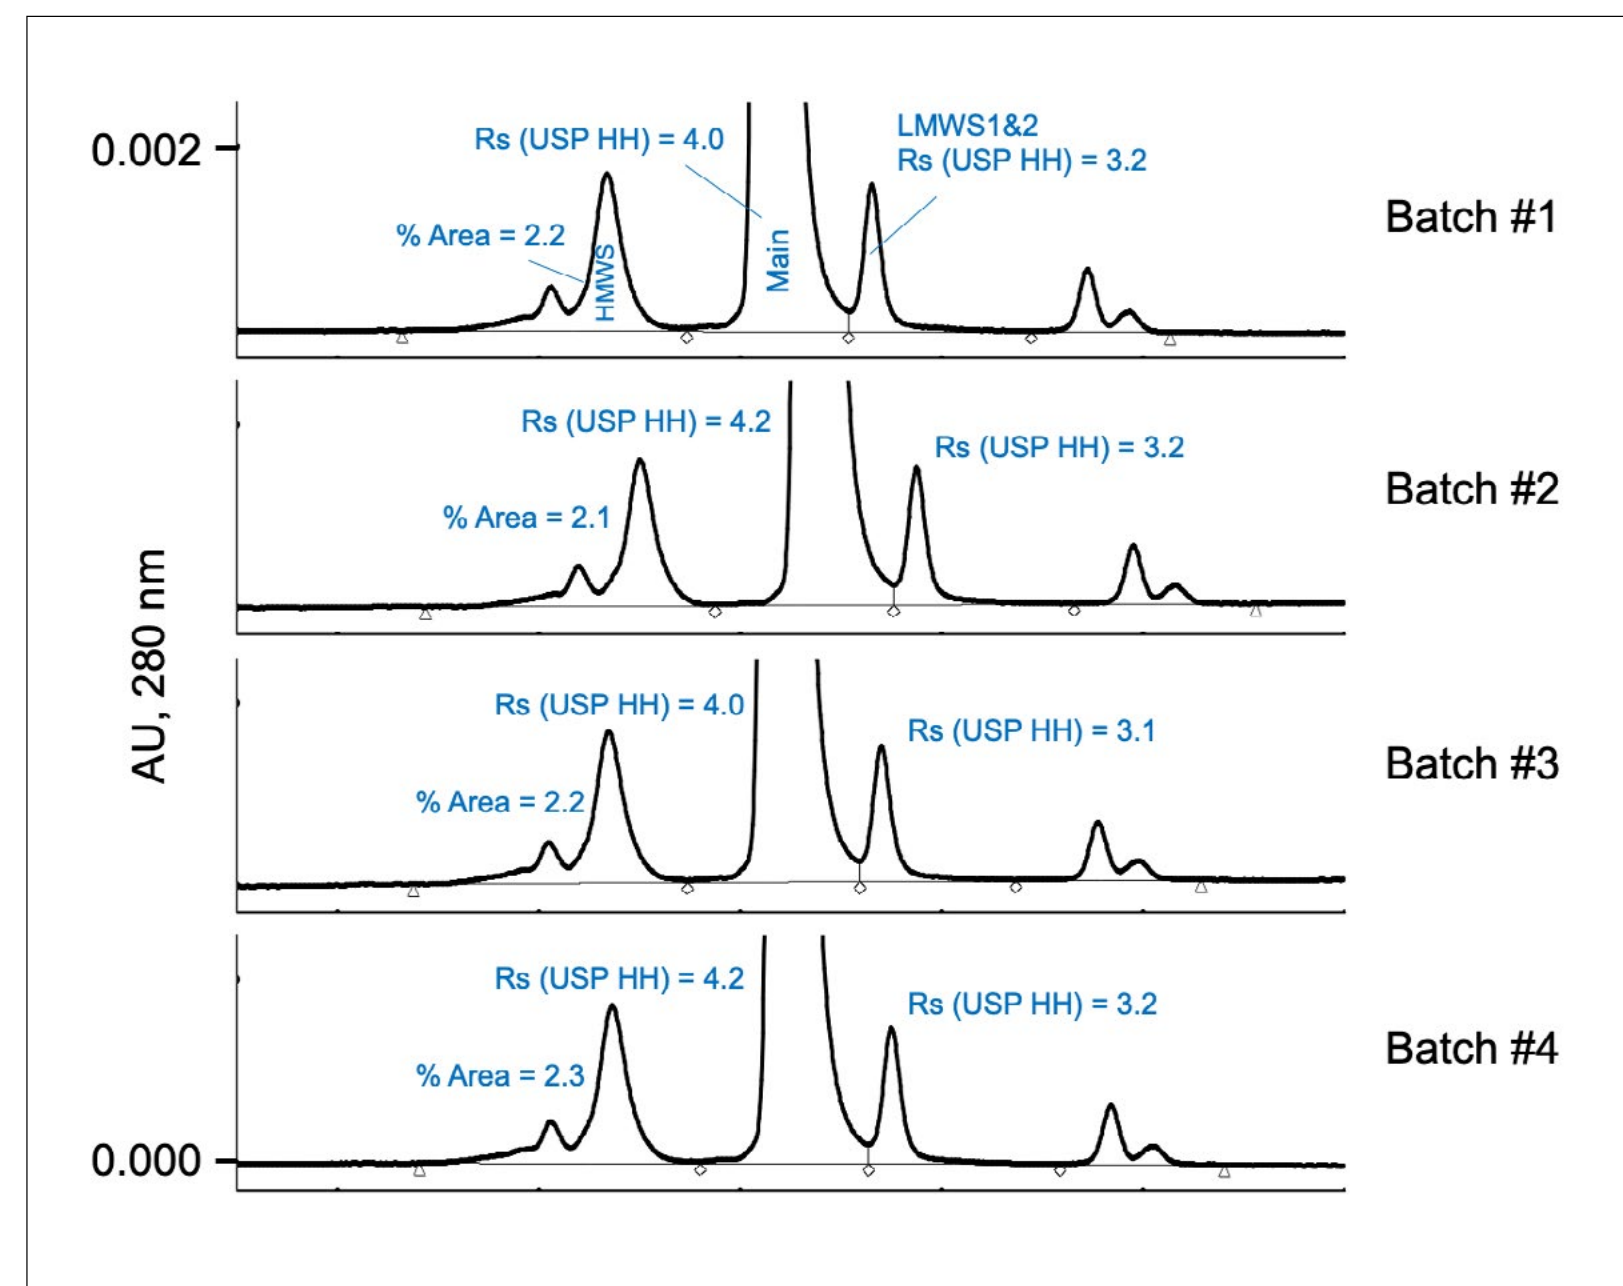 0.002
Rs (USP HH) = 4.0
LMWS1&2
Rs (USP HH) = 3.2
% Area = 2.2
HMWS
Main
Batch #1
Rs (USP HH) = 4.2
Rs (USP HH) = 3.2
% Area = 2.1
Batch #2
AU, 280 nm
Rs (USP HH) = 4.0
Rs (USP HH) = 3.1
% Area = 2.2
Batch #3
Rs (USP HH) = 4.2
Rs (USP HH) = 3.2
% Area = 2.3
Batch #4
0.000